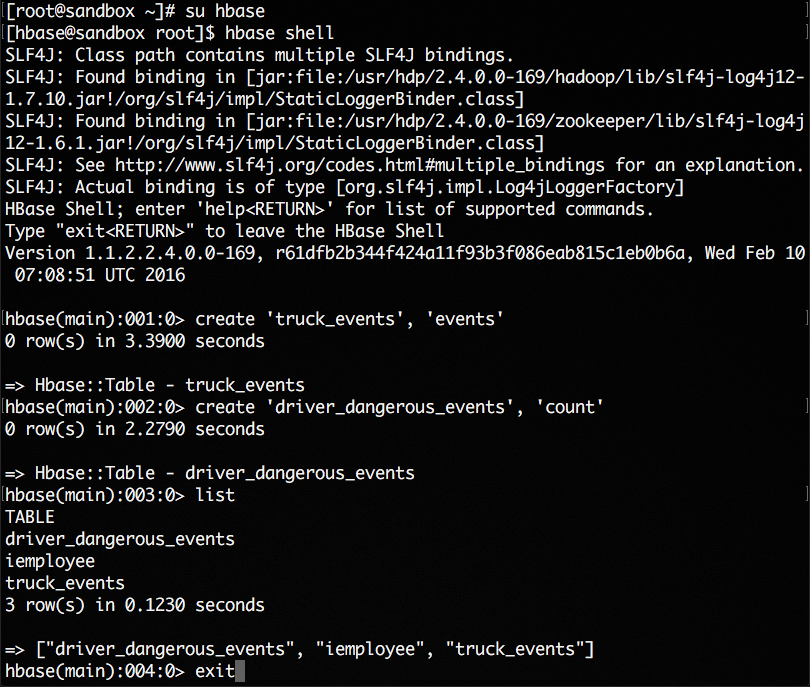 [root@sandbox ~]# su hbase
[hbase@sandbox root]$ hbase shell
SLF4J: Class path contains multiple SLF4J bindings.
SLF4J: Found binding in [jar:file:/usr/hdp/2.4.0.0-169/hadoop/lib/slf4j-log4j12-
1.7.10.jar!/org/slf4j/impl/StaticLoggerBinder.class]
SLF4J: Found binding in [jar:file:/usr/hdp/2.4.0.0-169/zookeeper/lib/slf4j-log4j
12-1.6.1.jar!/org/slf4j/impl/StaticLoggerBinder.class]
SLF4J: See http://www.slf4j.org/codes.html#multiple_bindings for an explanation.
SLF4J: Actual binding is of type [org.slf4j.impl.Log4jLoggerFactory]
HBase Shell; enter 'help<RETURN>' for list of supported commands.
Type "exit<RETURN>" to leave the HBase Shell
Version 1.1.2.2.4.0.0-169, r61dfb2b344f424a11f93b3f086eab815c1eb0b6a, Wed Feb 10
 07:08:51 UTC 2016

hbase(main):001:0> create 'truck_events', 'events'
0 row(s) in 3.3900 seconds

=> Hbase::Table - truck_events
hbase(main):002:0> create 'driver_dangerous_events', 'count'
0 row(s) in 2.2790 seconds

=> Hbase::Table - driver_dangerous_events
hbase(main):003:0> list
TABLE
driver_dangerous_events
iemployee
truck_events
3 row(s) in 0.1230 seconds

=> ["driver_dangerous_events", "iemployee", "truck_events"]
hbase(main):004:0> exit